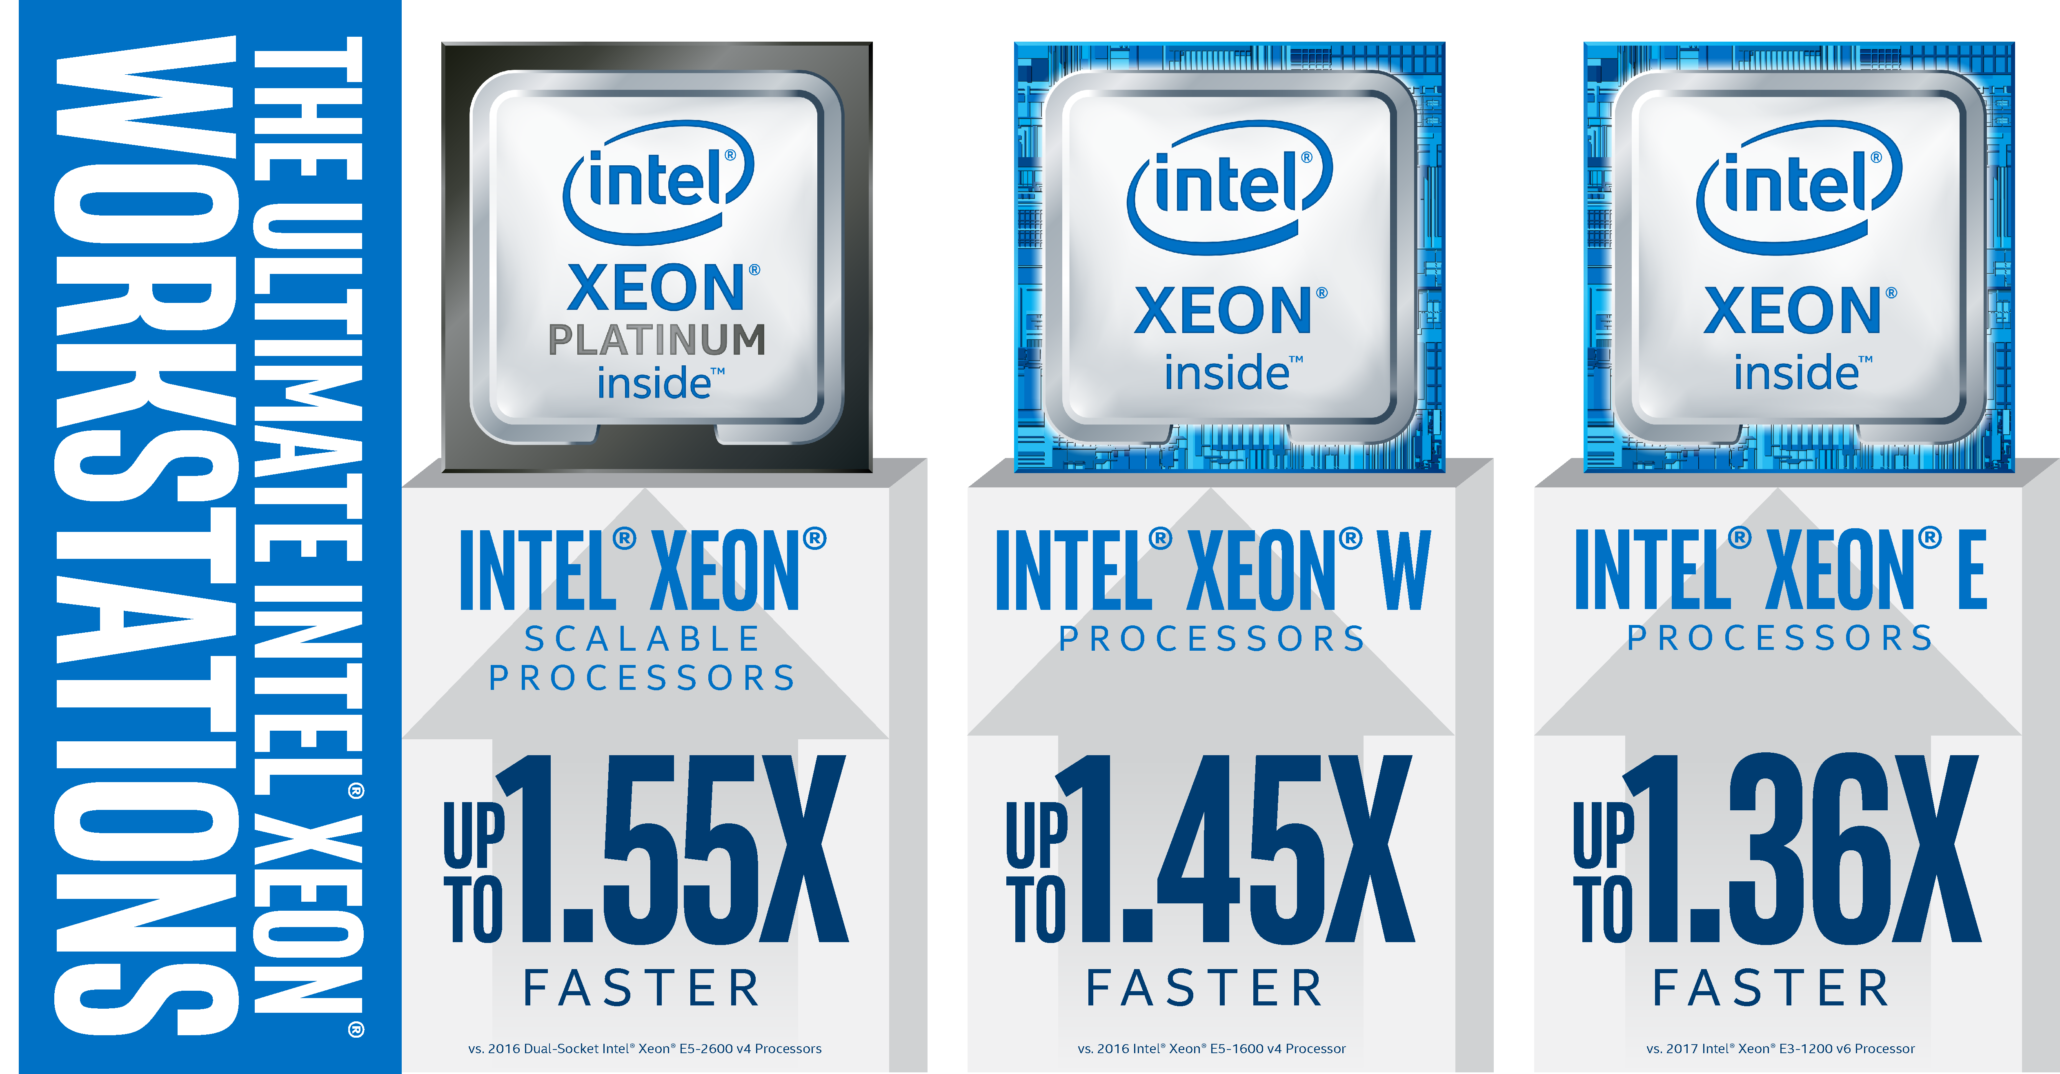 THE ULTIMATE INTEL® XEON®
WORKSTATIONS
intel®
XEON®
PLATINUM
inside™
INTEL® XEON®
SCALABLE
PROCESSORS
UP TO 1.55X
FASTER
vs. 2016 Dual-Socket Intel® Xeon® E5-2600 v4 Processors
intel®
XEON®
inside™
INTEL® XEON® W
PROCESSORS
UP TO 1.45X
FASTER
vs. 2016 Intel® Xeon® E5-1600 v4 Processor
intel®
XEON®
inside™
INTEL® XEON® E
PROCESSORS
UP TO 1.36X
FASTER
vs. 2017 Intel® Xeon® E3-1200 v6 Processor